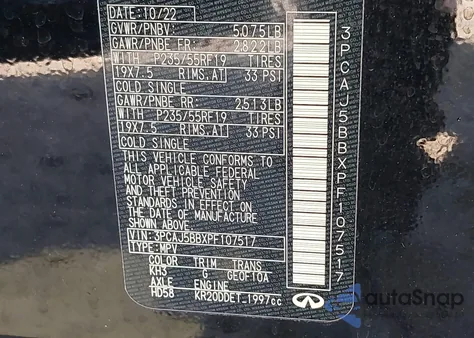 DATE: 10/22
GVWR/PNBV: 5075LB
GAWR/PNBE FR: 2822LB
WITH P235/55RF19 TIRES
19X7.5 RIMS.AT 33 PSI
COLD SINGLE
GAWR/PNBE RR: 2513LB
WITH P235/55RF19 TIRES
19X7.5 RIMS.AT 33 PSI
COLD SINGLE
THIS VEHICLE CONFORMS TO
ALL APPLICABLE FEDERAL
MOTOR VEHICLE SAFETY
AND THEFT PREVENTION
STANDARDS IN EFFECT ON
THE DATE OF MANUFACTURE
SHOWN ABOVE.
VIN:3PCAJ5BBXPF107517
TYPE:MPV
COLOR TRIM TRANS
KH3 G GE0F10A
AXLE ENGINE
HD58 KR20DDET_1997cc
3PCAJ5BBXPF107517
autoSnap